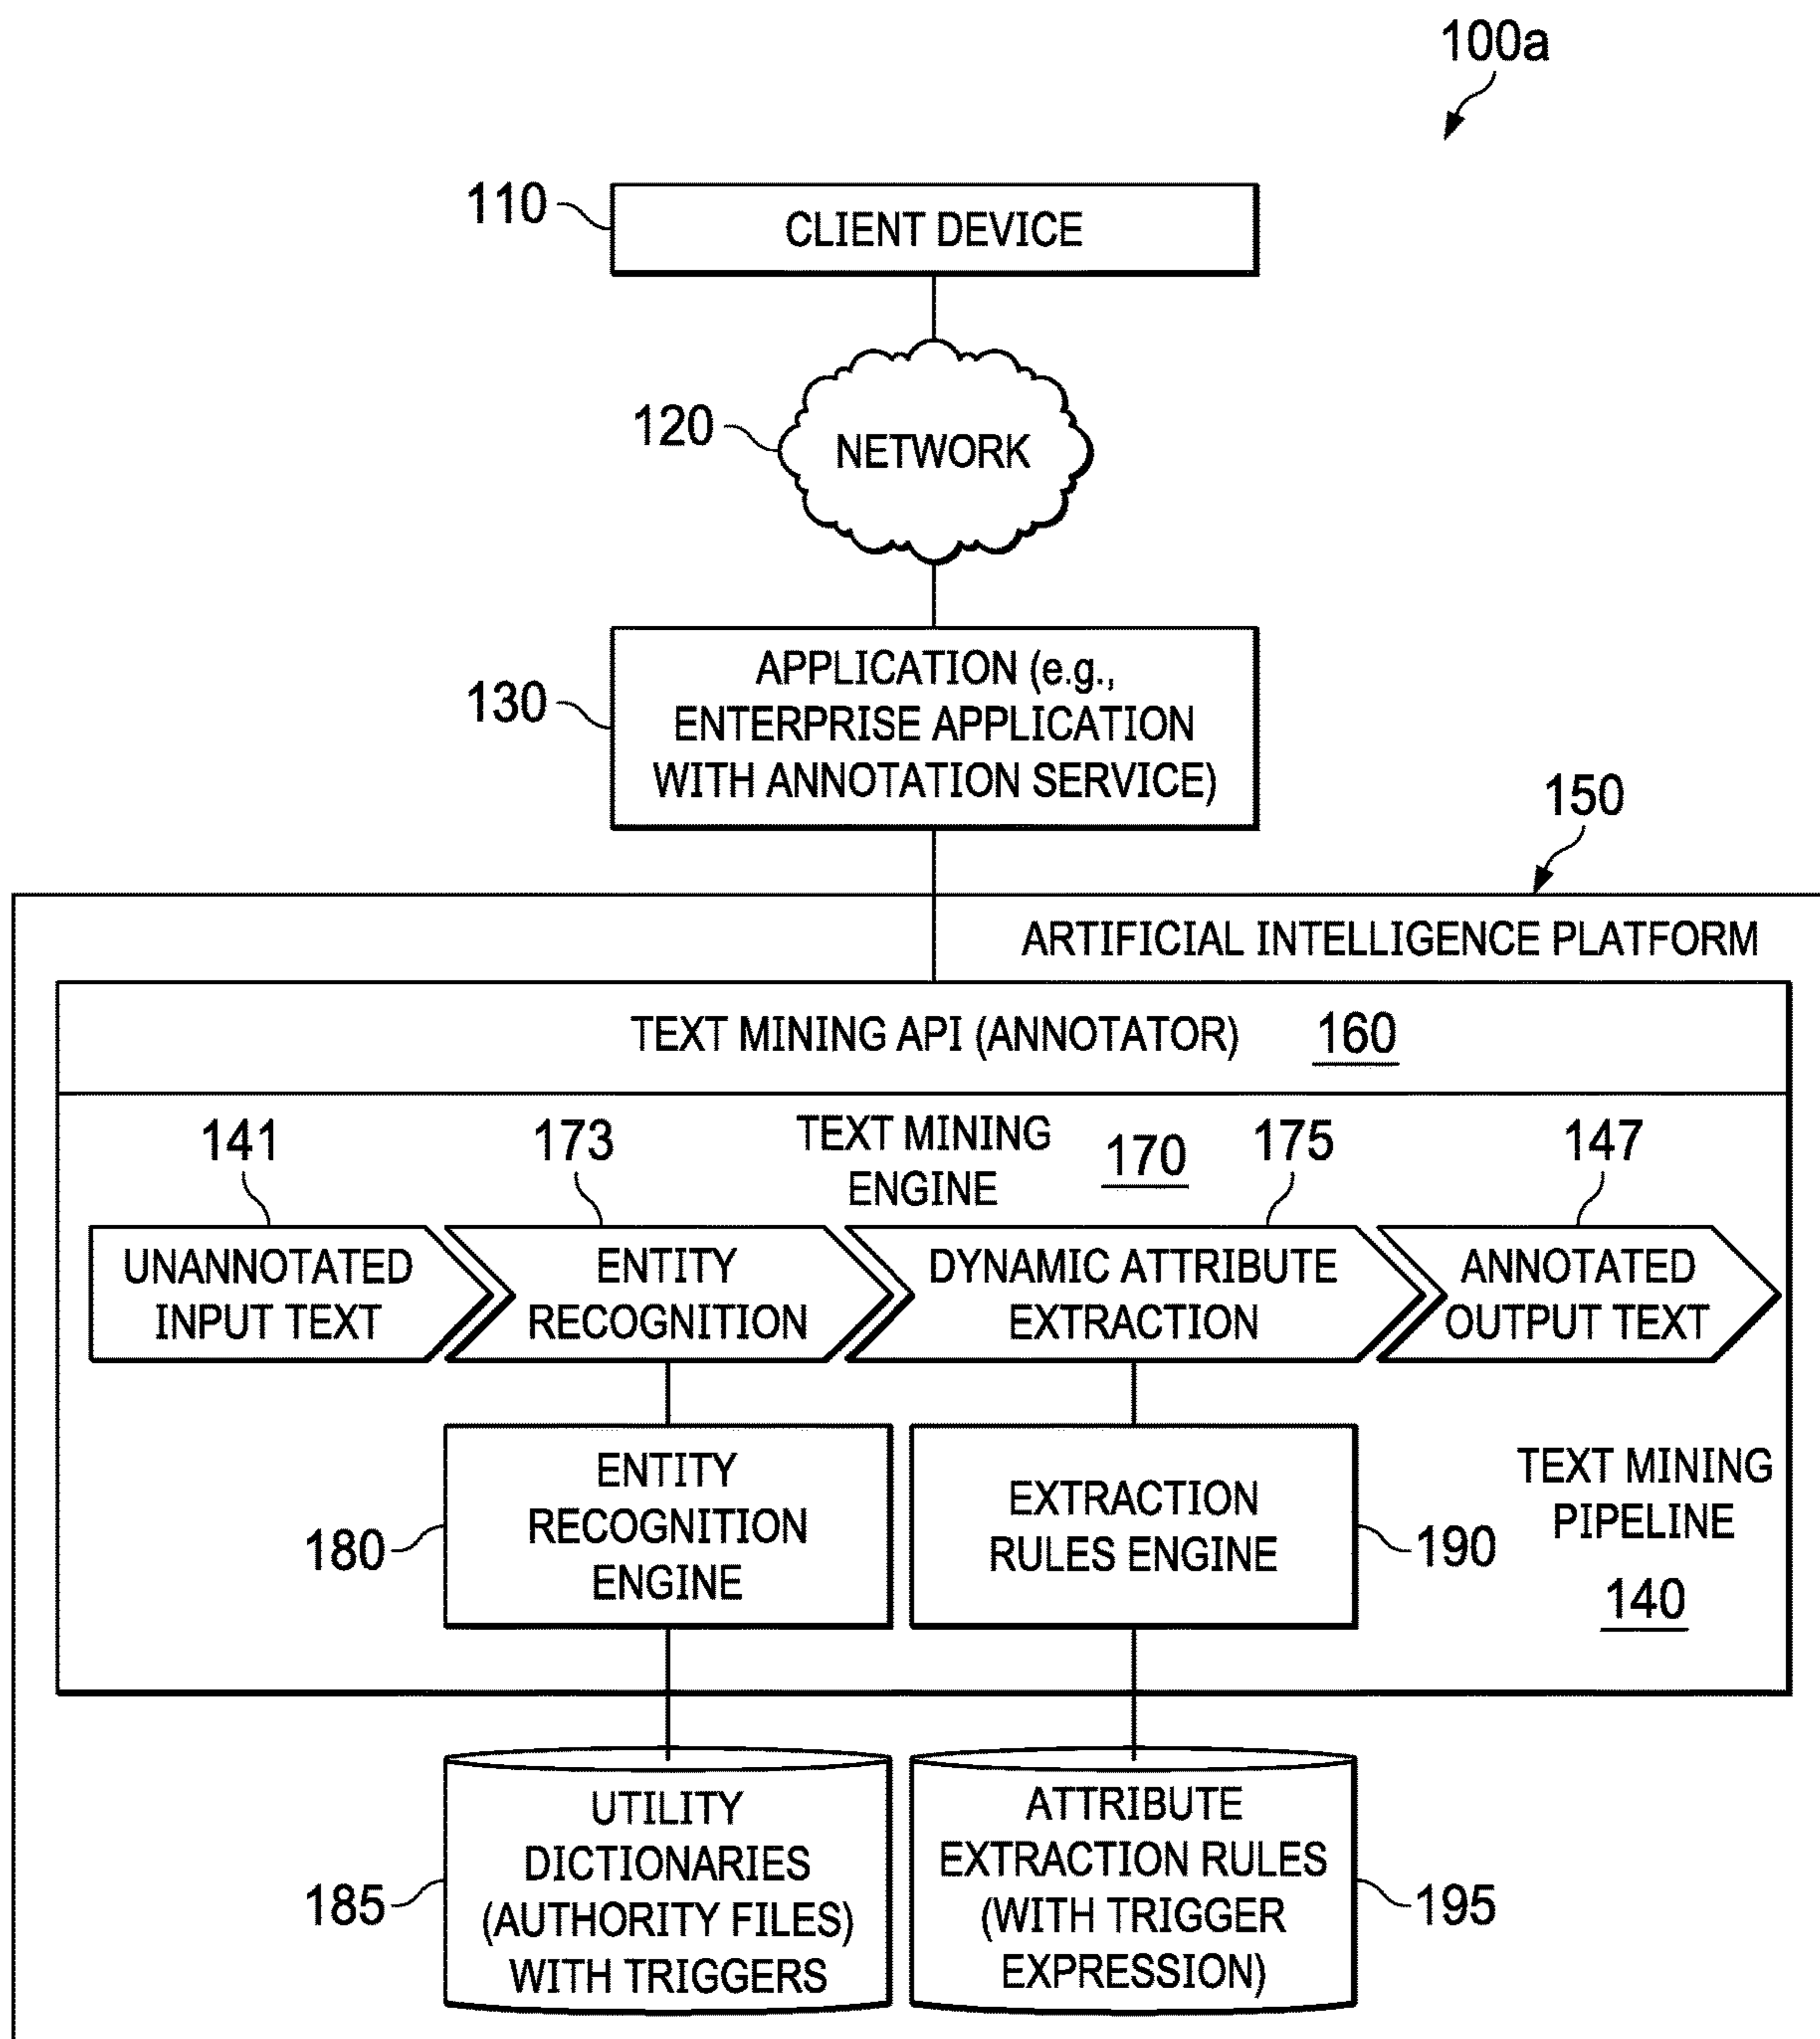 100a
110
CLIENT DEVICE
120
NETWORK
130
APPLICATION (e.g.,
ENTERPRISE APPLICATION
WITH ANNOTATION SERVICE)
150
ARTIFICIAL INTELLIGENCE PLATFORM
TEXT MINING API (ANNOTATOR) 160
141
173
TEXT MINING
ENGINE
170
175
147
UNANNOTATED
INPUT TEXT
ENTITY
RECOGNITION
DYNAMIC ATTRIBUTE
EXTRACTION
ANNOTATED
OUTPUT TEXT
180
ENTITY
RECOGNITION
ENGINE
EXTRACTION
RULES ENGINE
190
TEXT MINING
PIPELINE
140
185
UTILITY
DICTIONARIES
(AUTHORITY FILES)
WITH TRIGGERS
ATTRIBUTE
EXTRACTION RULES
(WITH TRIGGER
EXPRESSION)
195